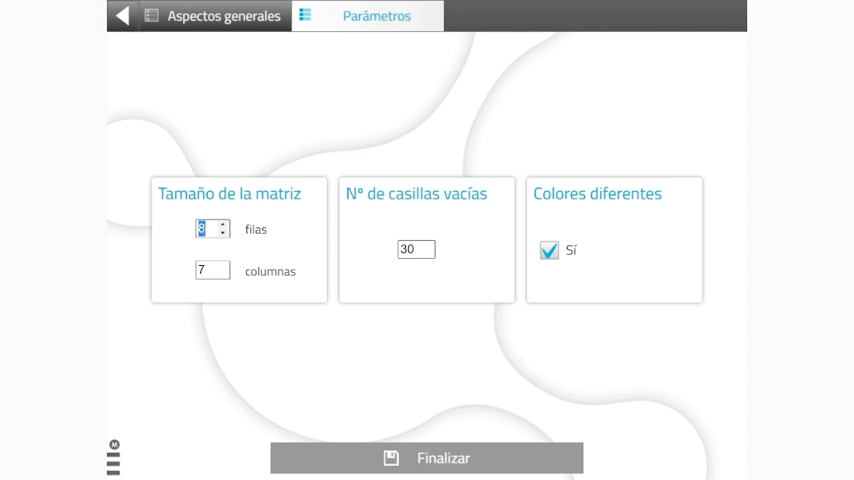 Aspectos generales
Parámetros
Tamaño de la matriz
8 filas
7 columnas
Nº de casillas vacías
30
Colores diferentes
Sí
M
Finalizar